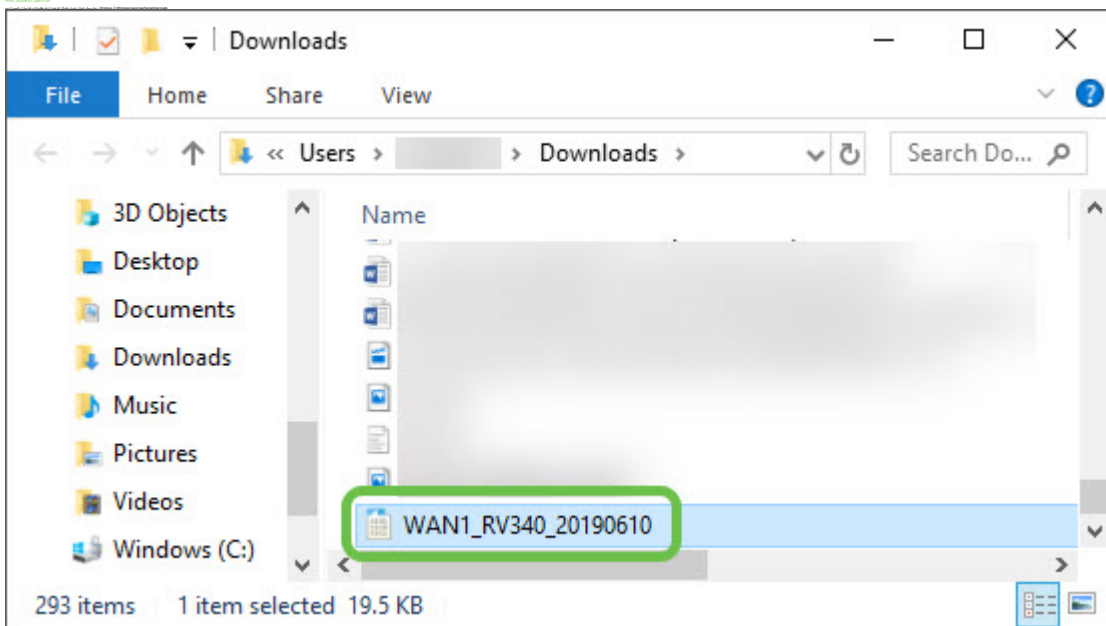 Downloads
File Home Share View
« Users > > Downloads >
Search Do...
3D Objects
Desktop
Documents
Downloads
Music
Pictures
Videos
Windows (C:)
Name
WAN1_RV340_20190610
293 items 1 item selected 19.5 KB